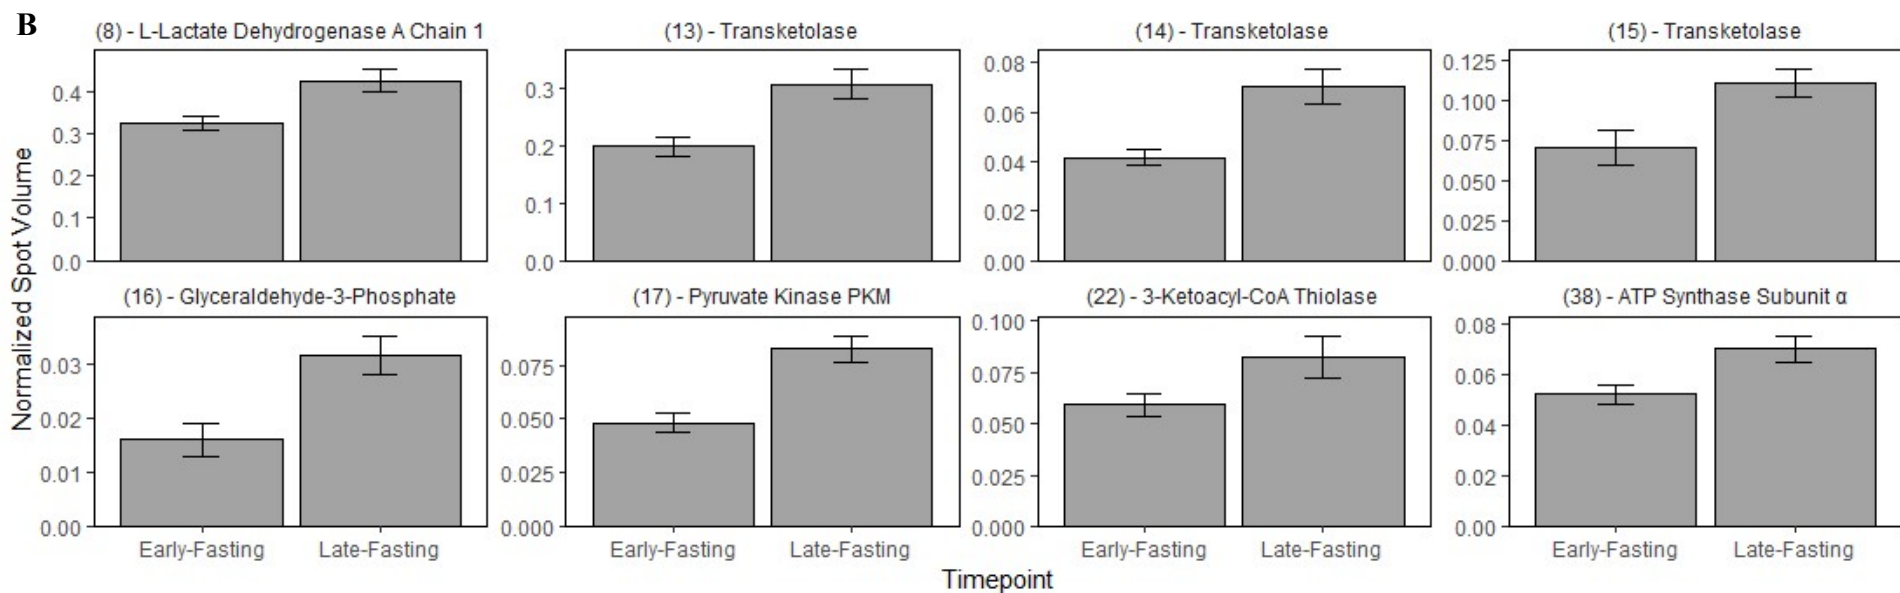 B
(8) - L-Lactate Dehydrogenase A Chain 1
(13) - Transketolase
(14) - Transketolase
(15) - Transketolase
0.4
0.3
0.2
0.1
0.0
0.3
0.2
0.1
0.0
0.08
0.06
0.04
0.02
0.00
0.125
0.100
0.075
0.050
0.025
0.000
Normalized Spot Volume
(16) - Glyceraldehyde-3-Phosphate
(17) - Pyruvate Kinase PKM
(22) - 3-Ketoacyl-CoA Thiolase
(38) - ATP Synthase Subunit α
0.03
0.02
0.01
0.00
0.075
0.050
0.025
0.000
0.100
0.075
0.050
0.025
0.000
0.08
0.06
0.04
0.02
0.00
Early-Fasting Late-Fasting
Early-Fasting Late-Fasting
Early-Fasting Late-Fasting
Early-Fasting Late-Fasting
Timepoint